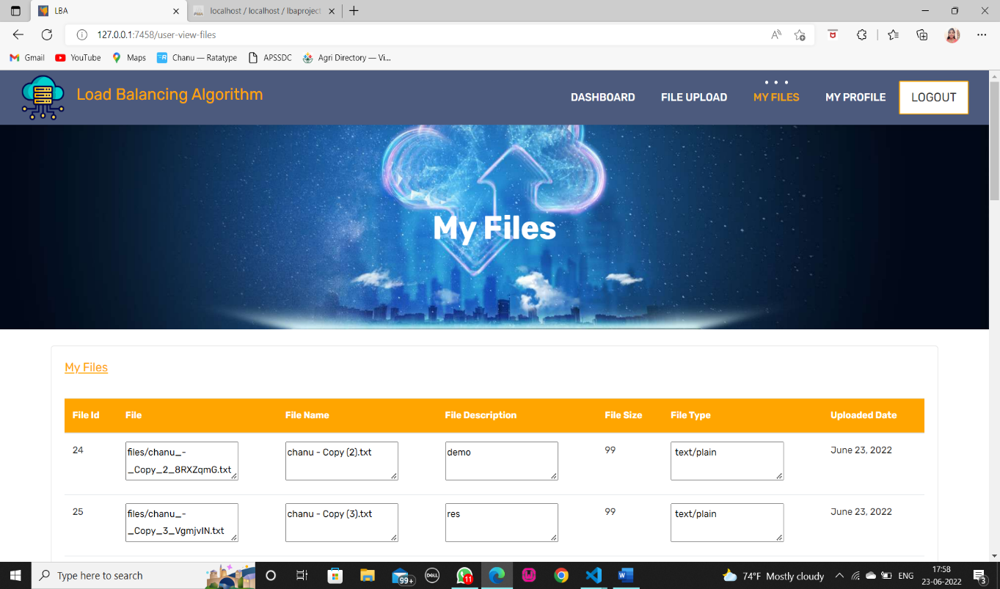 LBA
localhost / localhost / lbaproject
127.0.0.1:7458/user-view-files
Gmail YouTube Maps Chanu — Ratatype APSSDC Agri Directory — Vi...
Load Balancing Algorithm
DASHBOARD FILE UPLOAD MY FILES MY PROFILE LOGOUT
My Files
My Files
File Id File File Name File Description File Size File Type Uploaded Date
24 files/chanu_- chanu - Copy (2).txt demo 99 text/plain June 23, 2022
_Copy_2_8RXZqmG.txt
25 files/chanu_- chanu - Copy (3).txt res 99 text/plain June 23, 2022
_Copy_3_VgmjvIN.txt
Type here to search 99+ DELL 11 74°F Mostly cloudy ENG 17:58
23-06-2022 3